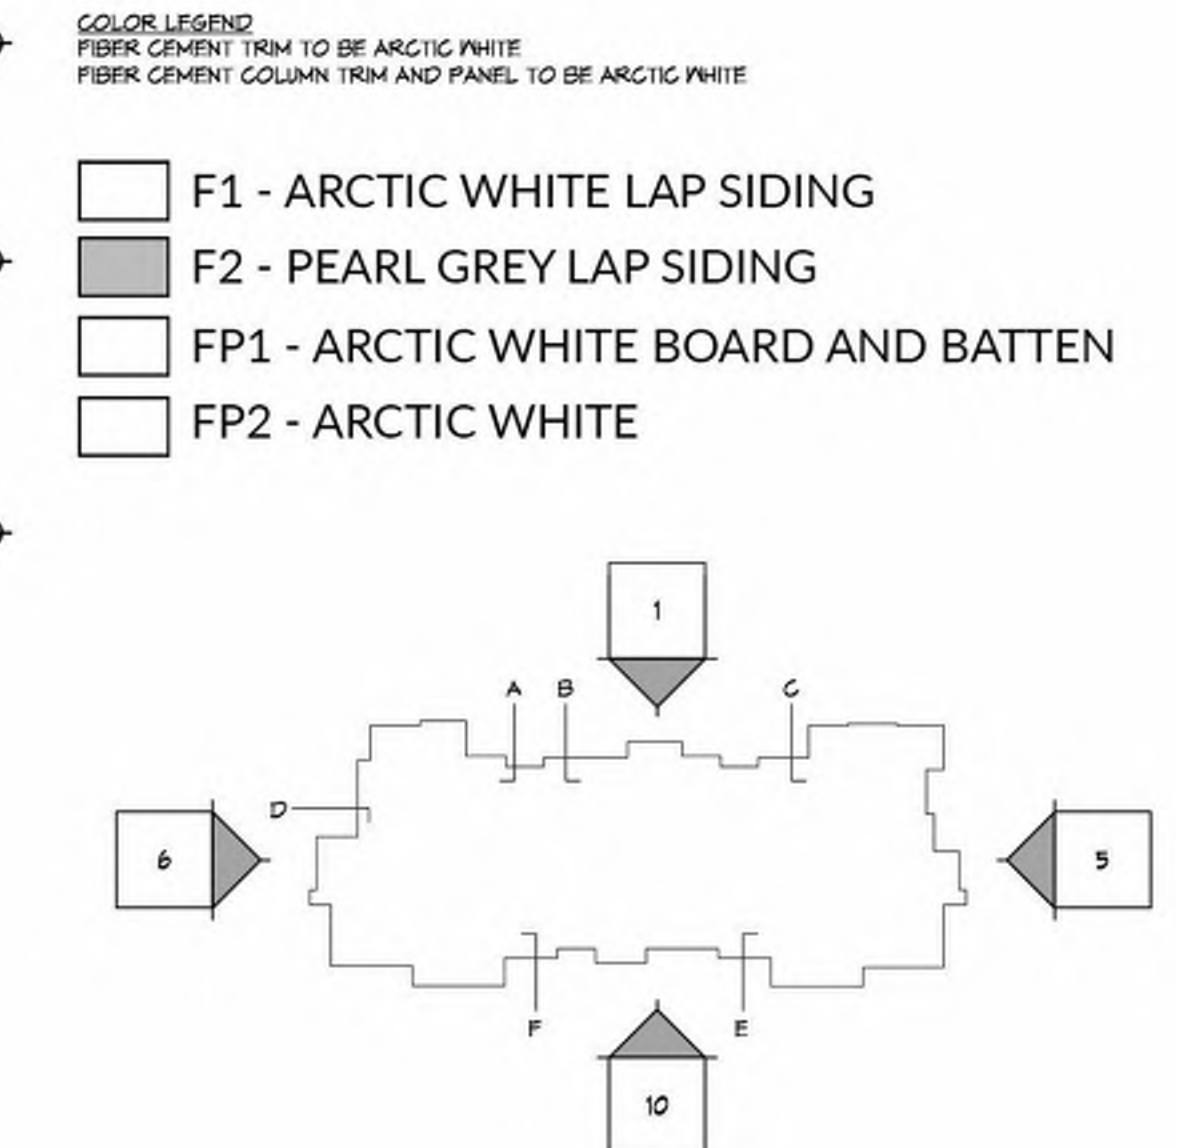 COLOR LEGEND
FIBER CEMENT TRIM TO BE ARCTIC WHITE
FIBER CEMENT COLUMN TRIM AND PANEL TO BE ARCTIC WHITE
F1 - ARCTIC WHITE LAP SIDING
F2 - PEARL GREY LAP SIDING
FP1 - ARCTIC WHITE BOARD AND BATTEN
FP2 - ARCTIC WHITE
1
A B C
D
6 5
F E
10